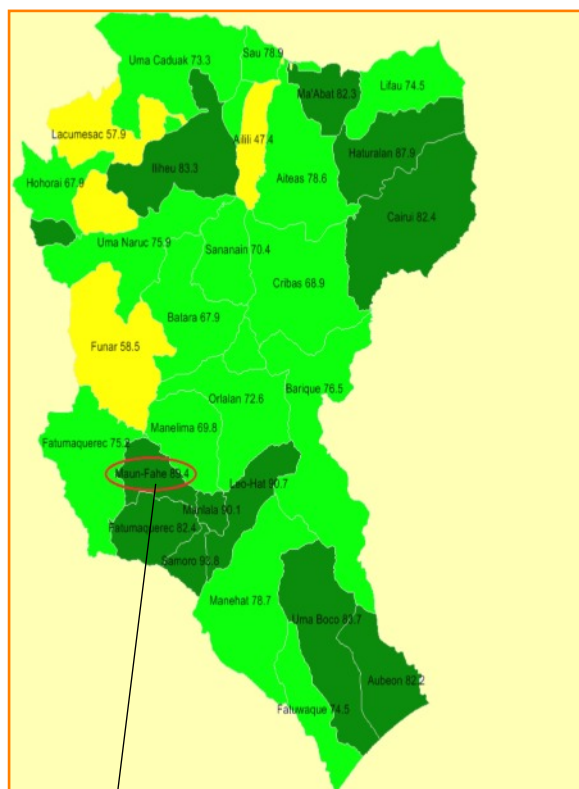 Uma Caduak 73.3
Sau 78.9
Ma'Abat 82.3
Lifau 74.5
Lacumesac 57.9
Ailili 47.4
Haturalan 87.9
Iliheu 83.3
Hohorai 67.9
Aiteas 78.6
Cairui 82.4
Uma Naruc 75.9
Sananain 70.4
Cribas 68.9
Batara 67.9
Funar 58.5
Barique 76.5
Orlalan 72.6
Manelima 69.8
Fatumaquerec 75.2
Maun-Fahe 89.4
Leo-Hat 90.7
Manlala 90.1
Fatumaquerec 82.4
Samoro 93.8
Manehat 78.7
Uma Boco 83.7
Aubeon 82.2
Fatuwaque 74.5